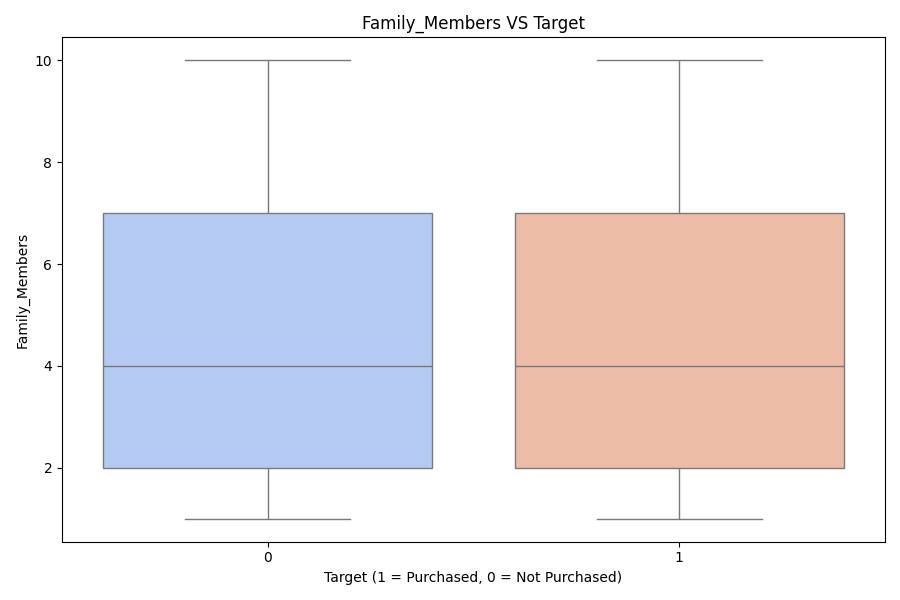 Family_Members VS Target
10
8
6
4
2
Family_Members
0
1
Target (1 = Purchased, 0 = Not Purchased)